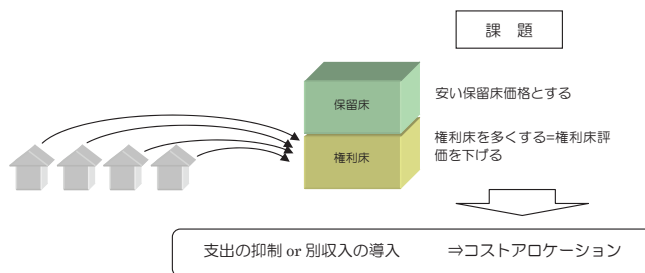 課 題
保留床
安い保留床価格とする
権利床を多くする=権利床評
価を下げる
権利床
支出の抑制 or 別収入の導入 ⇒コストアロケーション